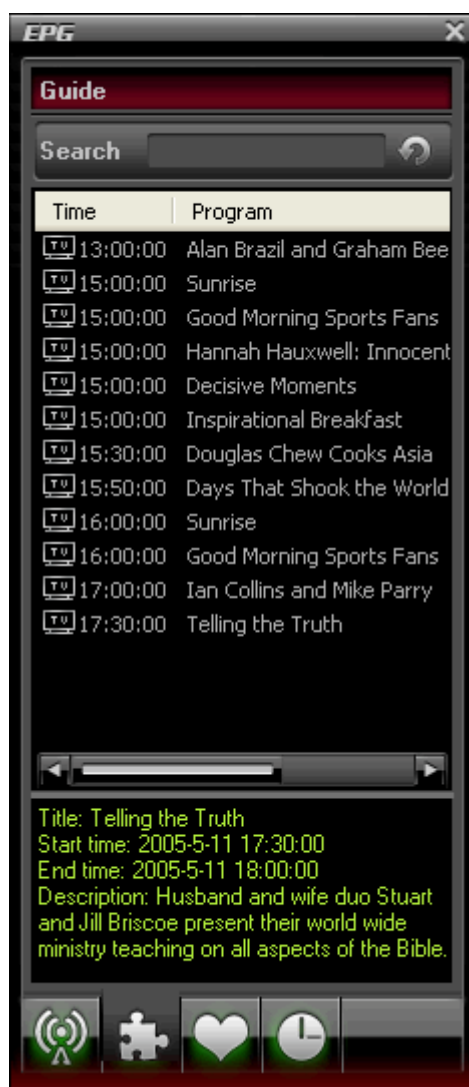 EPG
Guide
Search
Time Program
13:00:00 Alan Brazil and Graham Bee
15:00:00 Sunrise
15:00:00 Good Morning Sports Fans
15:00:00 Hannah Hauxwell: Innocent
15:00:00 Decisive Moments
15:00:00 Inspirational Breakfast
15:30:00 Douglas Chew Cooks Asia
15:50:00 Days That Shook the World
16:00:00 Sunrise
16:00:00 Good Morning Sports Fans
17:00:00 Ian Collins and Mike Parry
17:30:00 Telling the Truth
Title: Telling the Truth
Start time: 2005-5-11 17:30:00
End time: 2005-5-11 18:00:00
Description: Husband and wife duo Stuart
and Jill Briscoe present their world wide
ministry teaching on all aspects of the Bible.